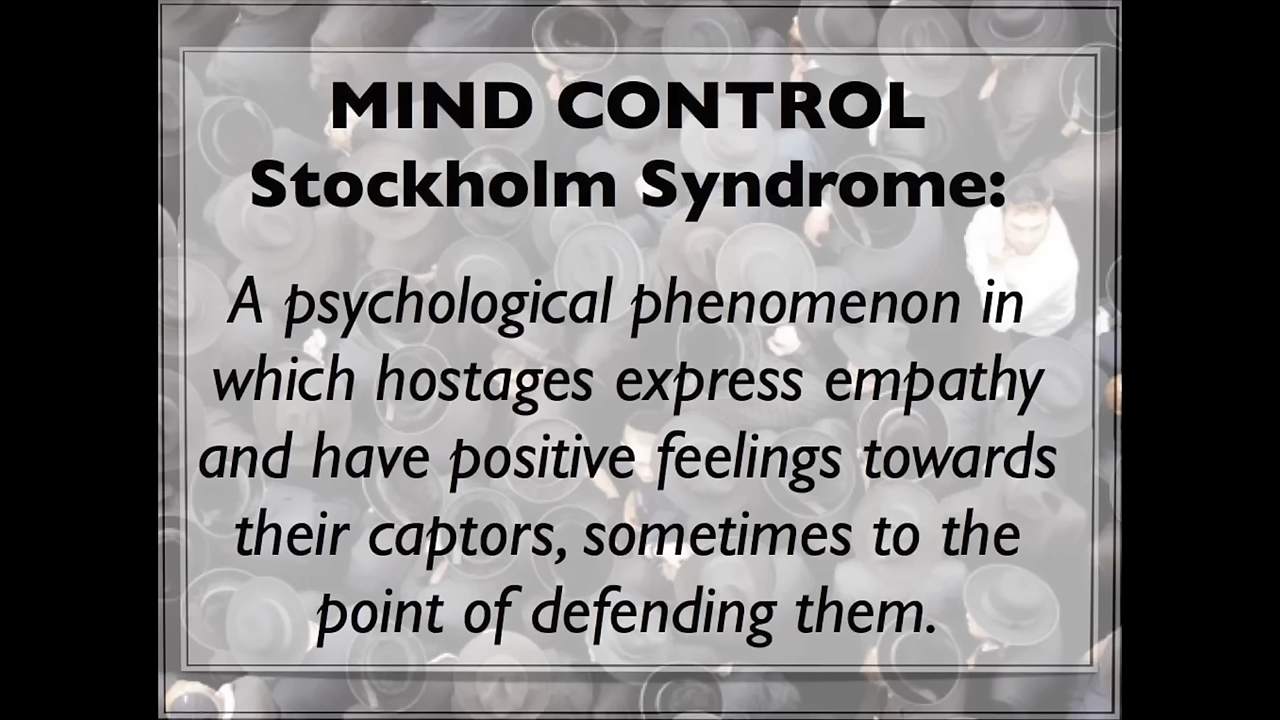 MIND CONTROL
Stockholm Syndrome:
A psychological phenomenon in
which hostages express empathy
and have positive feelings towards
their captors, sometimes to the
point of defending them.